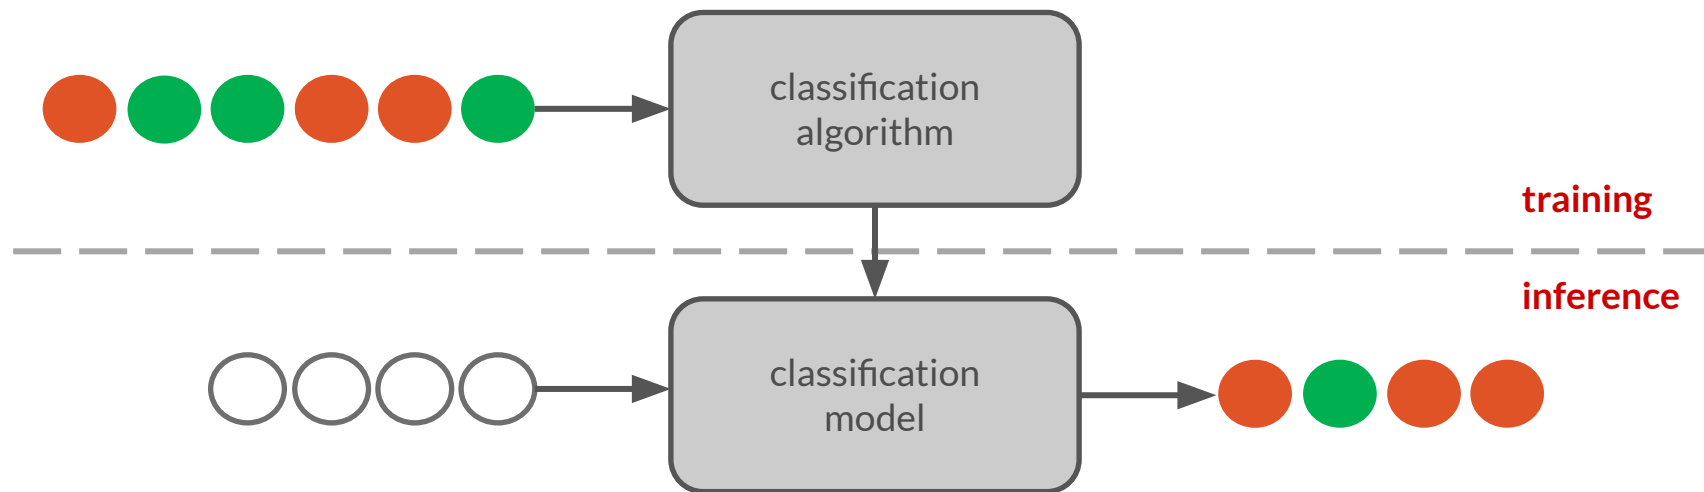 classification
algorithm
training
inference
classification
model